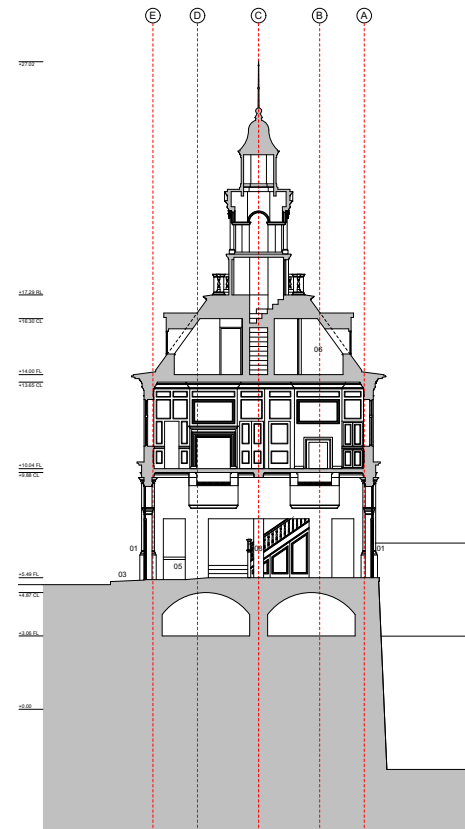 E D C B A
+27.02
+17.29 RL
+16.30 CL
06
+14.00 FL
+13.65 CL
+10.04 FL
+9.88 CL
01 08 01
05
03
+5.49 FL
+4.87 CL
+3.06 FL
+0.00